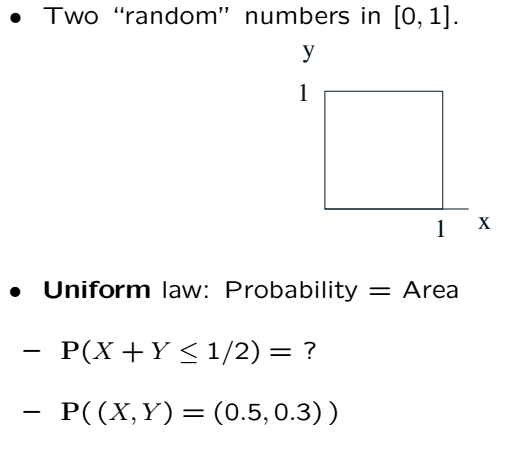 • Two “random” numbers in [0, 1].
y
1
1 x
• Uniform law: Probability = Area
– P(X + Y ≤ 1/2) = ?
– P( (X, Y) = (0.5, 0.3) )